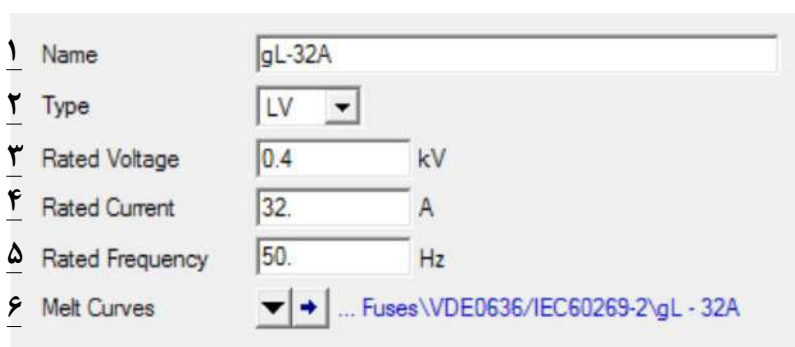 ۱ Name gL-32A
۲ Type LV
۳ Rated Voltage 0.4 kV
۴ Rated Current 32. A
۵ Rated Frequency 50. Hz
۶ Melt Curves ... Fuses\VDE0636/IEC60269-2\gL - 32A